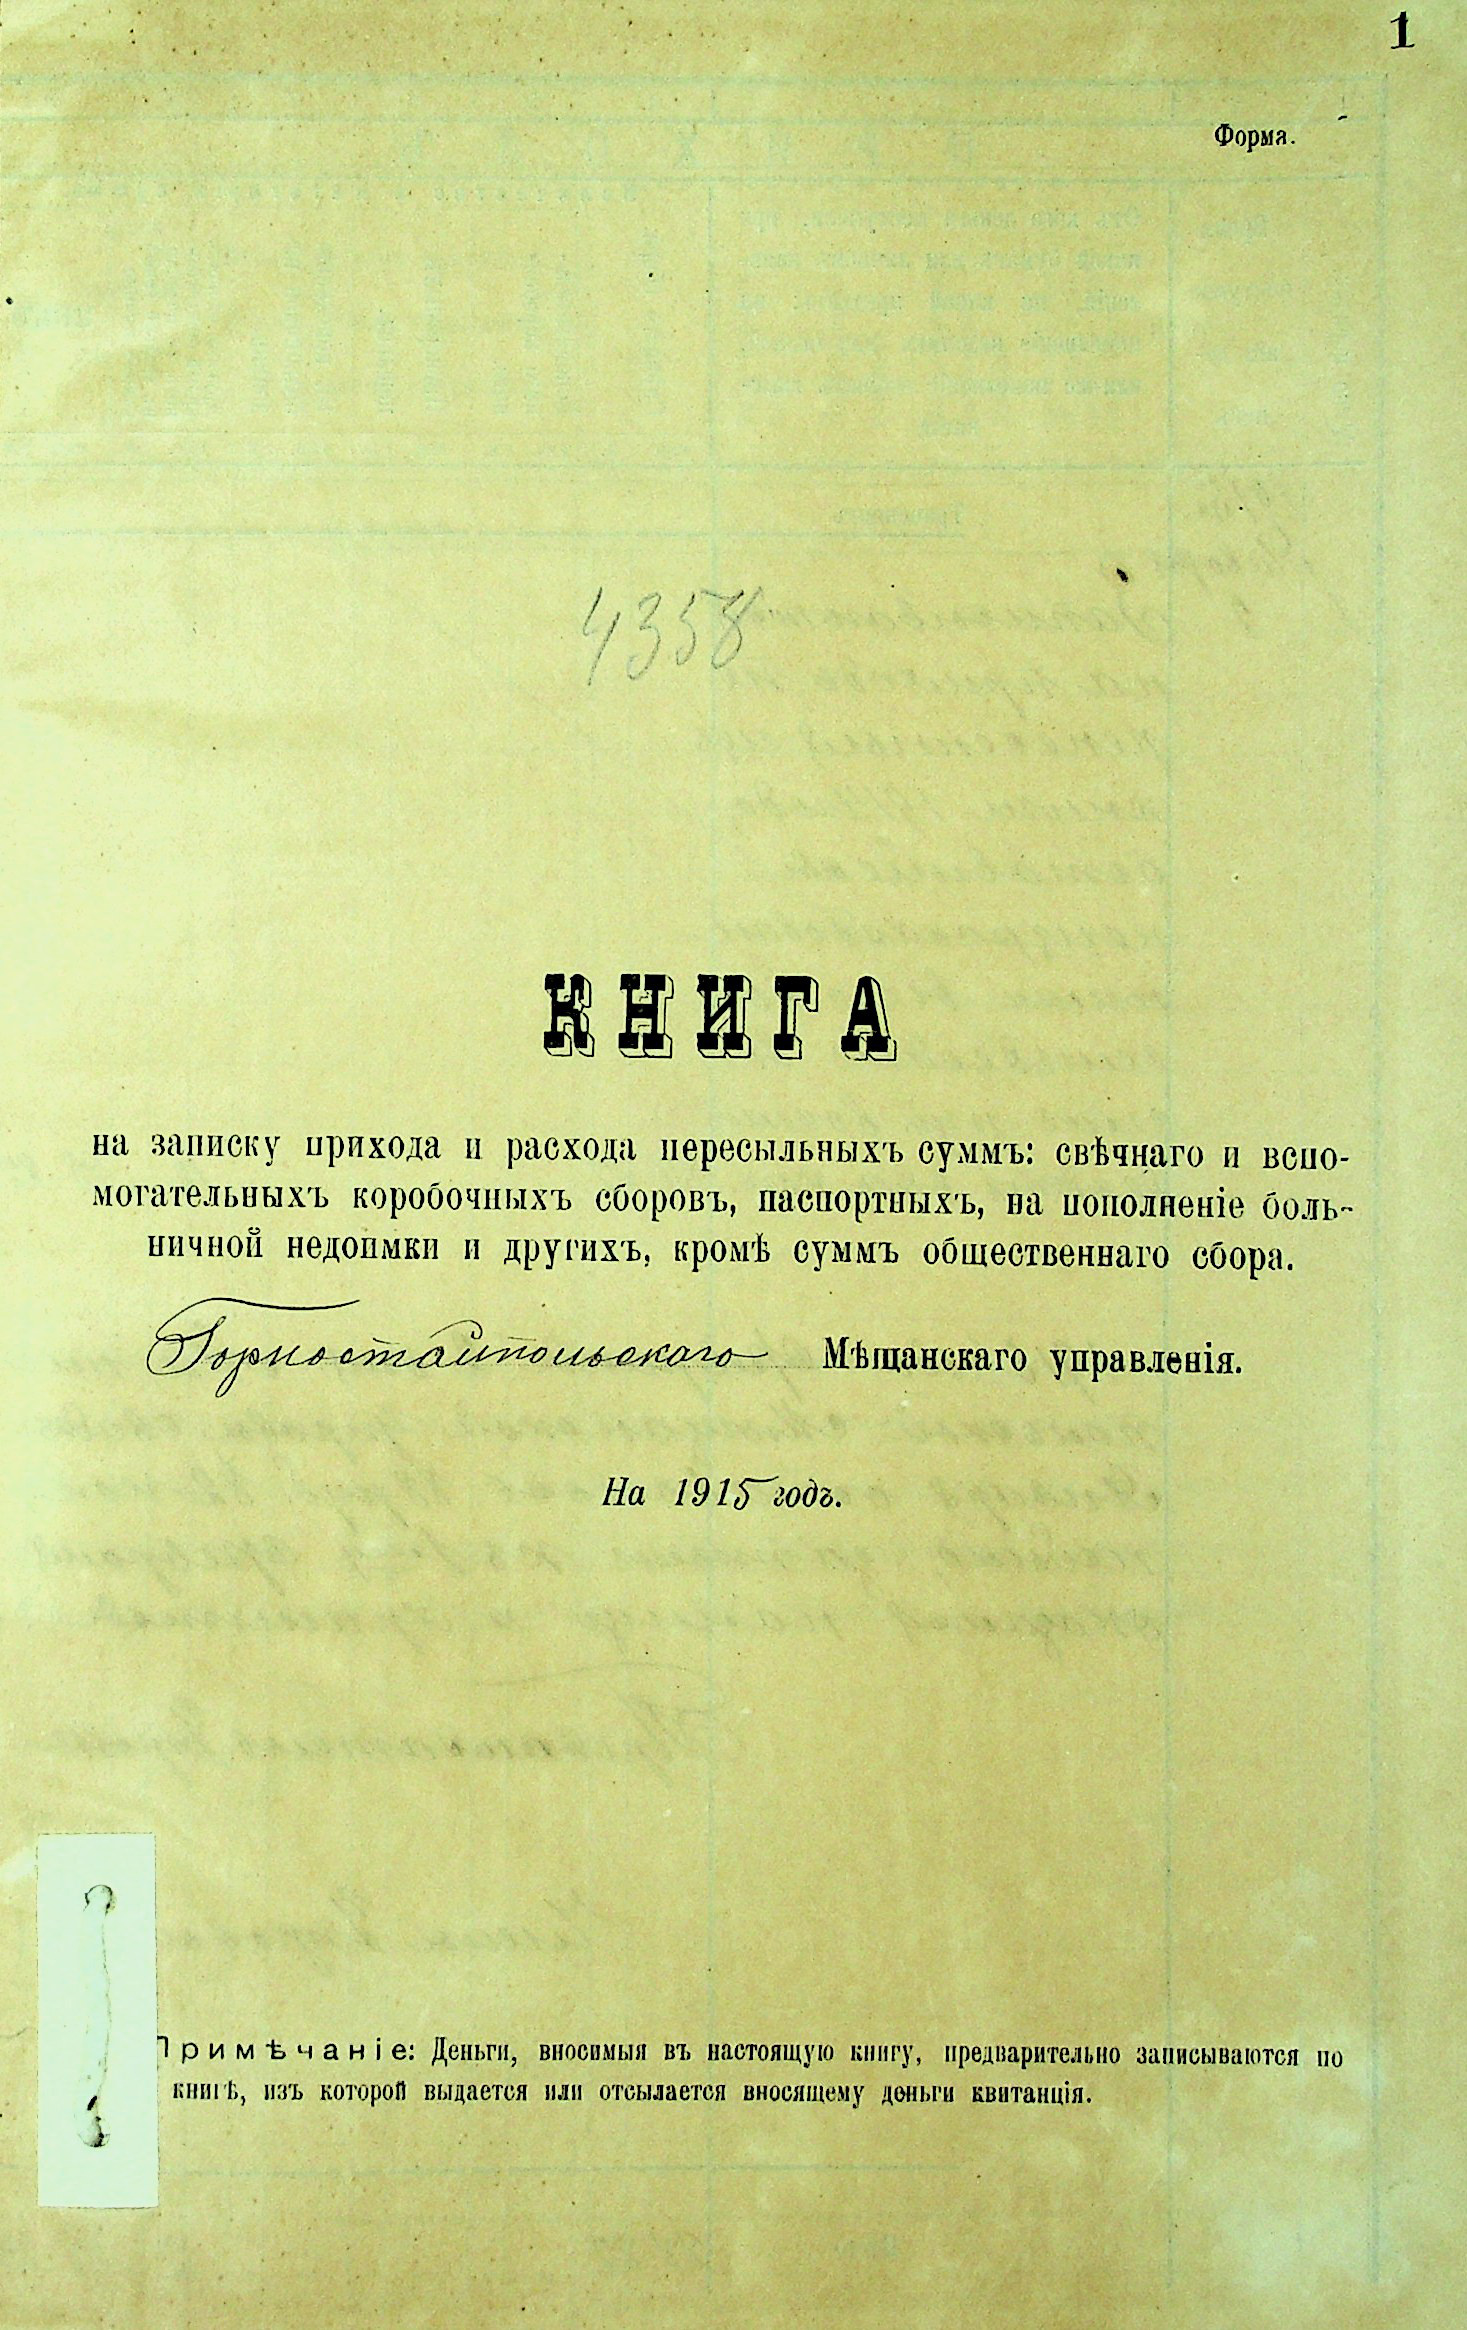 1
Форма.
4358
КНИГА
на записку прихода и расхода пересыльныхъ суммъ: свѣчнаго и вспо-
могательныхъ коробочныхъ сборовъ, паспортныхъ, на пополненіе боль-
ничной недоимки и другихъ, кромѣ суммъ общественнаго сбора.
Горностайпольскаго Мѣщанскаго управленія.
На 1915 годъ.
Примѣчаніе: Деньги, вносимыя въ настоящую книгу, предварительно записываются по
книгѣ, изъ которой выдается или отсылается вносящему деньги квитанція.